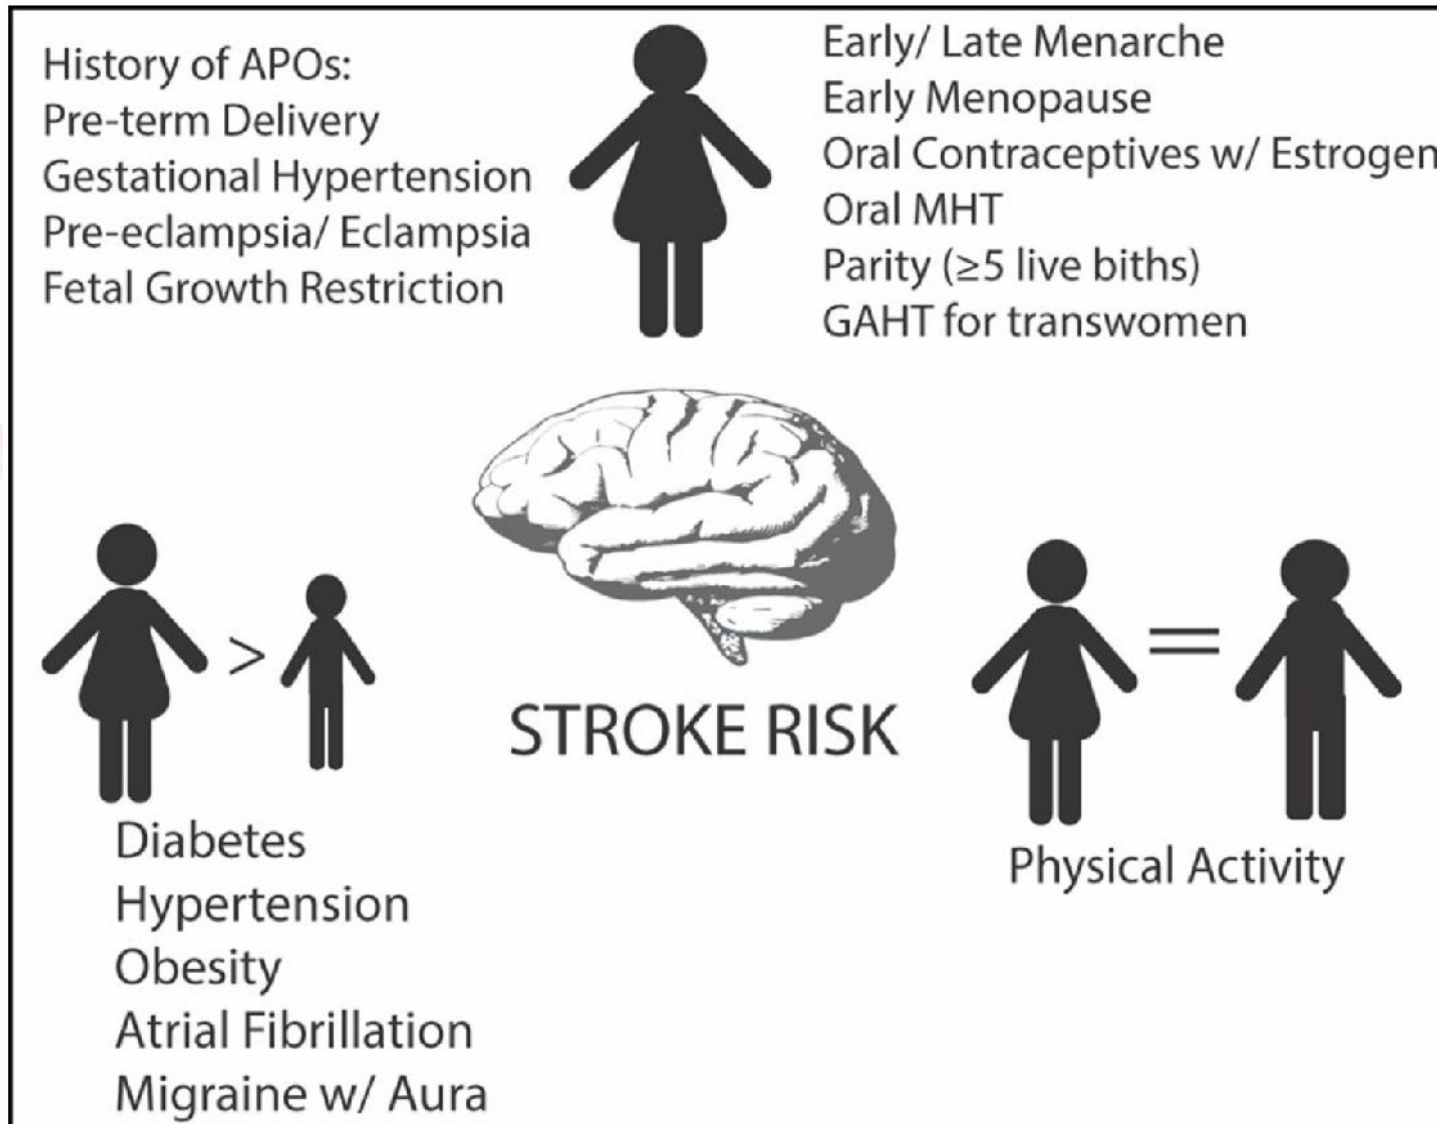 History of APOs:
Pre-term Delivery
Gestational Hypertension
Pre-eclampsia/ Eclampsia
Fetal Growth Restriction
Early/ Late Menarche
Early Menopause
Oral Contraceptives w/ Estrogen
Oral MHT
Parity (≥5 live biths)
GAHT for transwomen
>
STROKE RISK
=
Diabetes
Hypertension
Obesity
Atrial Fibrillation
Migraine w/ Aura
Physical Activity